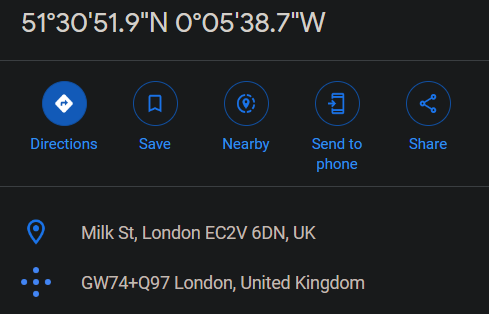 51°30'51.9"N 0°05'38.7"W
Directions
Save
Nearby
Send to
phone
Share
Milk St, London EC2V 6DN, UK
GW74+Q97 London, United Kingdom